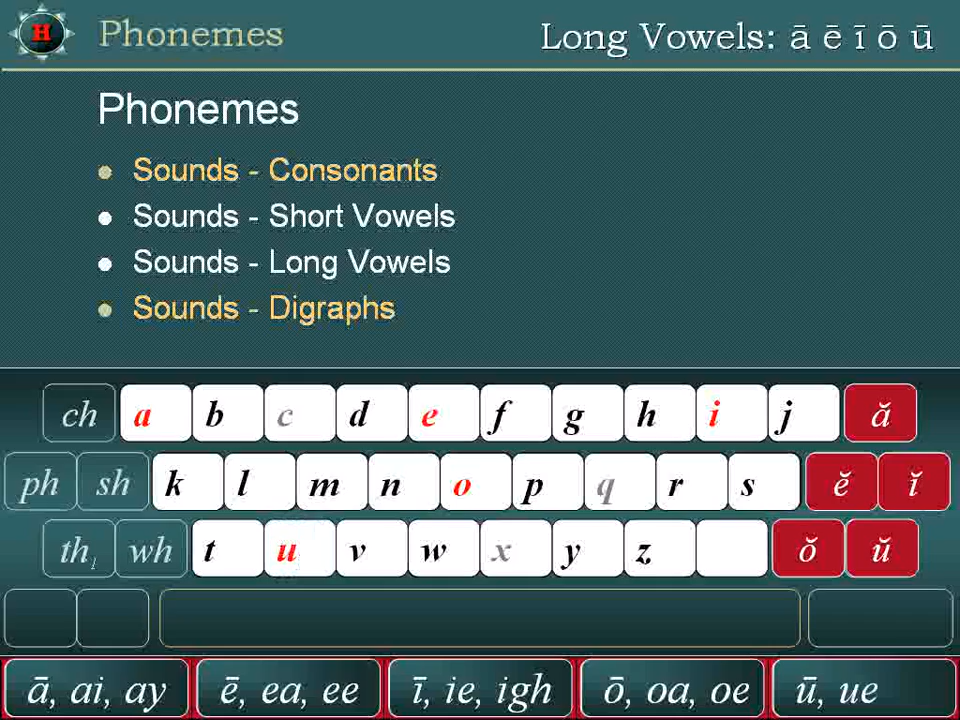 H Phonemes Long Vowels: ā ē ī ō ū
Phonemes
Sounds - Consonants
Sounds - Short Vowels
Sounds - Long Vowels
Sounds - Digraphs
ch a b c d e f g h i j ă
ph sh k l m n o p q r s ĕ ĭ
th₁ wh t u v w x y z ŏ ŭ
ā, ai, ay ē, ea, ee ī, ie, igh ō, oa, oe ū, ue